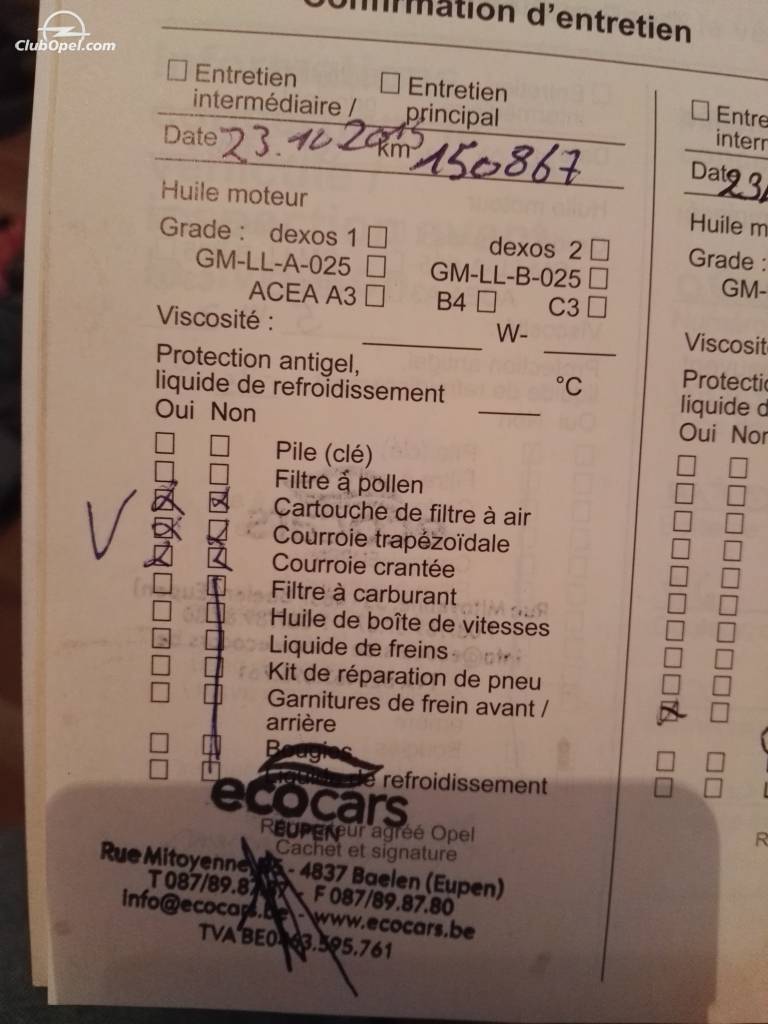 ClubOpel.com
Confirmation d'entretien
Entretien intermédiaire /
Entretien principal
Date 23. 2015 km 150867
Huile moteur
Grade : dexos 1 dexos 2
GM-LL-A-025 GM-LL-B-025
ACEA A3 B4 C3
Viscosité : W-
Protection antigel,
liquide de refroidissement °C
Oui Non
Pile (clé)
Filtre à pollen
Cartouche de filtre à air
V
Courroie trapézoïdale
Courroie crantée
Filtre à carburant
Huile de boîte de vitesses
Liquide de freins
Kit de réparation de pneu
Garnitures de frein avant /
arrière
Bougies
Liquide de refroidissement
ecocars
EUPEN
agréé Opel
Cachet et signature
Rue Mitoyenne - 4837 Baelen (Eupen)
F 087/89.87.80
info@ecocars.be - www.ecocars.be
Entre
interr
Date 23
Huile m
Grade :
GM-
Viscosit
Protectio
liquide d
Oui Nor